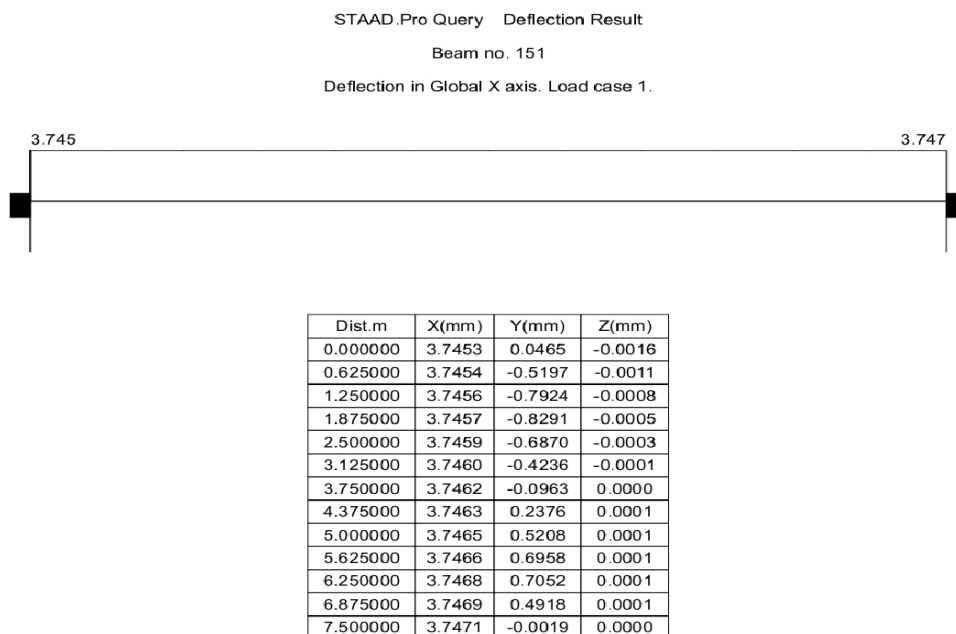 STAAD.Pro Query Deflection Result
Beam no. 151
Deflection in Global X axis. Load case 1.
3.745 3.747
Dist.m X(mm) Y(mm) Z(mm)
0.000000 3.7453 0.0465 -0.0016
0.625000 3.7454 -0.5197 -0.0011
1.250000 3.7456 -0.7924 -0.0008
1.875000 3.7457 -0.8291 -0.0005
2.500000 3.7459 -0.6870 -0.0003
3.125000 3.7460 -0.4236 -0.0001
3.750000 3.7462 -0.0963 0.0000
4.375000 3.7463 0.2376 0.0001
5.000000 3.7465 0.5208 0.0001
5.625000 3.7466 0.6958 0.0001
6.250000 3.7468 0.7052 0.0001
6.875000 3.7469 0.4918 0.0001
7.500000 3.7471 -0.0019 0.0000